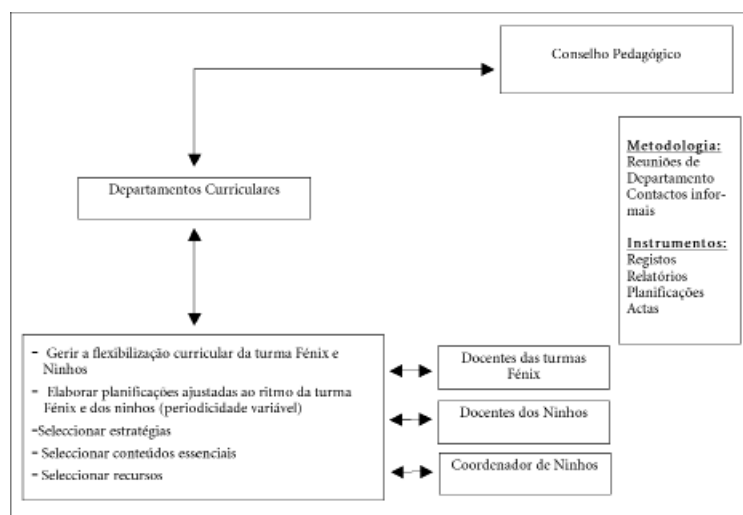 Conselho Pedagógico
Metodologia:
Reuniões de
Departamento
Contactos infor-
mais
Instrumentos:
Registos
Relatórios
Planificações
Actas
Departamentos Curriculares
- Gerir a flexibilização curricular da turma Fénix e
Ninhos
- Elaborar planificações ajustadas ao ritmo da turma
Fénix e dos ninhos (periodicidade variável)
-Seleccionar estratégias
- Seleccionar conteúdos essenciais
- Seleccionar recursos
Docentes das turmas
Fénix
Docentes dos Ninhos
Coordenador de Ninhos